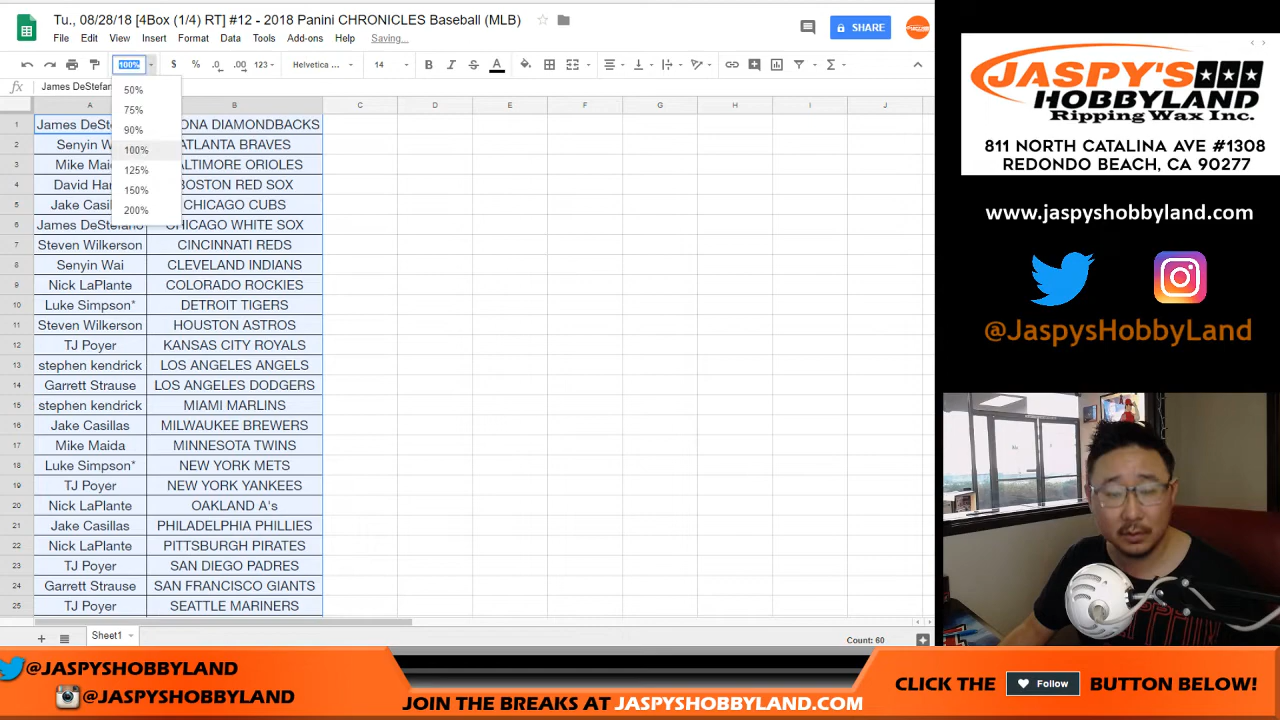 Tu., 08/28/18 [4Box (1/4) RT] #12 - 2018 Panini CHRONICLES Baseball (MLB)
File Edit View Insert Format Data Tools Add-ons Help Saving...
SHARE
100% $ % .0 .00 123 Helvetica ... 14 B I S A
fx James DeStefan
50%
75%
90%
100%
125%
150%
200%
A B C D E F G H I J
1 James DeSte ONA DIAMONDBACKS
2 Senyin W ATLANTA BRAVES
3 Mike Mai ALTIMORE ORIOLES
4 David Har BOSTON RED SOX
5 Jake Casil CHICAGO CUBS
6 James DeStefano CHICAGO WHITE SOX
7 Steven Wilkerson CINCINNATI REDS
8 Senyin Wai CLEVELAND INDIANS
9 Nick LaPlante COLORADO ROCKIES
10 Luke Simpson* DETROIT TIGERS
11 Steven Wilkerson HOUSTON ASTROS
12 TJ Poyer KANSAS CITY ROYALS
13 stephen kendrick LOS ANGELES ANGELS
14 Garrett Strause LOS ANGELES DODGERS
15 stephen kendrick MIAMI MARLINS
16 Jake Casillas MILWAUKEE BREWERS
17 Mike Maida MINNESOTA TWINS
18 Luke Simpson* NEW YORK METS
19 TJ Poyer NEW YORK YANKEES
20 Nick LaPlante OAKLAND A's
21 Jake Casillas PHILADELPHIA PHILLIES
22 Nick LaPlante PITTSBURGH PIRATES
23 TJ Poyer SAN DIEGO PADRES
24 Garrett Strause SAN FRANCISCO GIANTS
25 TJ Poyer SEATTLE MARINERS
Sheet1
Count: 60
JASPY'S
HOBBYLAND
Ripping Wax Inc.
811 NORTH CATALINA AVE #1308
REDONDO BEACH, CA 90277
www.jaspyshobbyland.com
@JaspysHobbyLand
@JASPYSHOBBYLAND
@JASPYSHOBBYLAND
JOIN THE BREAKS AT JASPYSHOBBYLAND.COM
CLICK THE Follow BUTTON BELOW!